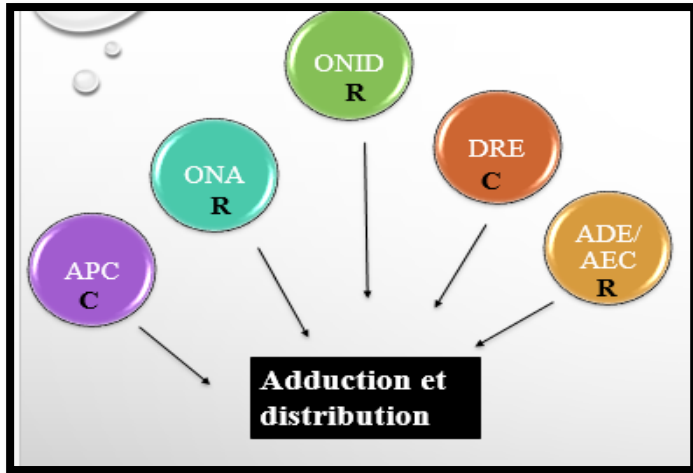 ONID
R
DRE
C
ONA
R
ADE/
AEC
R
APC
C
Adduction et
distribution